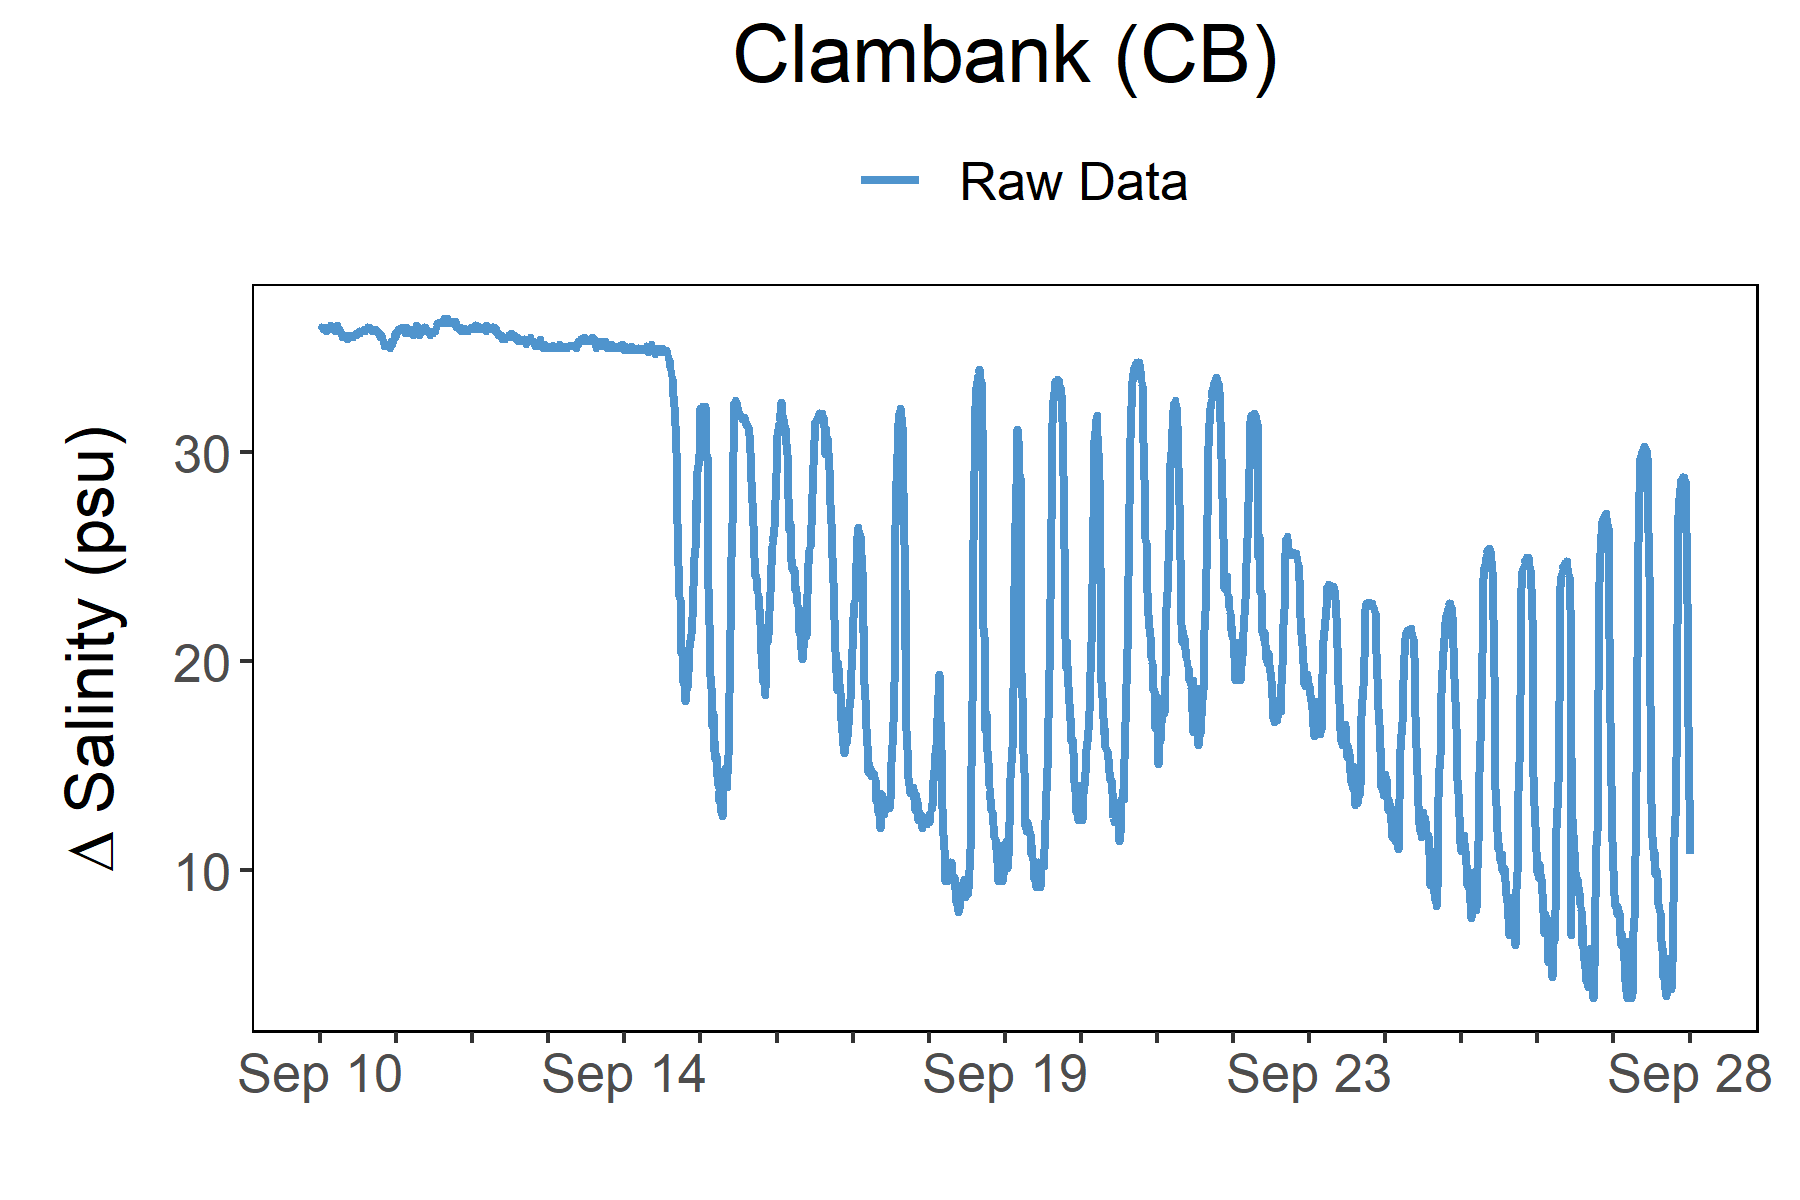 Clambank (CB)
Raw Data
Δ Salinity (psu)
30
20
10
Sep 10 Sep 14 Sep 19 Sep 23 Sep 28